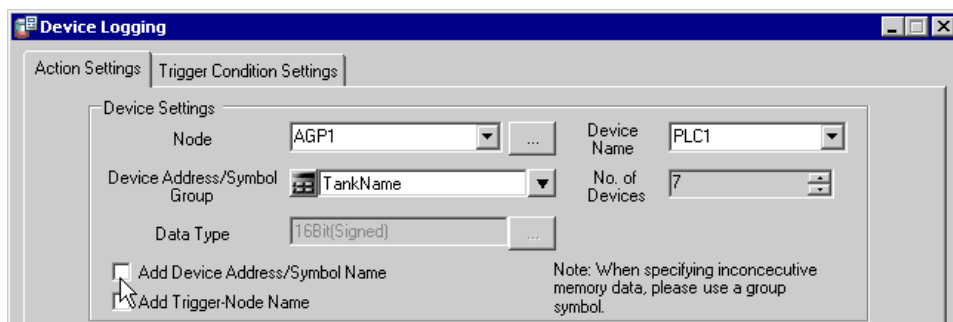 Device Logging
Action Settings
Trigger Condition Settings
Device Settings
Node
AGP1
...
Device
Name
PLC1
Device Address/Symbol
Group
TankName
No. of
Devices
7
Data Type
16Bit(Signed)
...
Add Device Address/Symbol Name
Add Trigger-Node Name
Note: When specifying inconcecutive
memory data, please use a group
symbol.